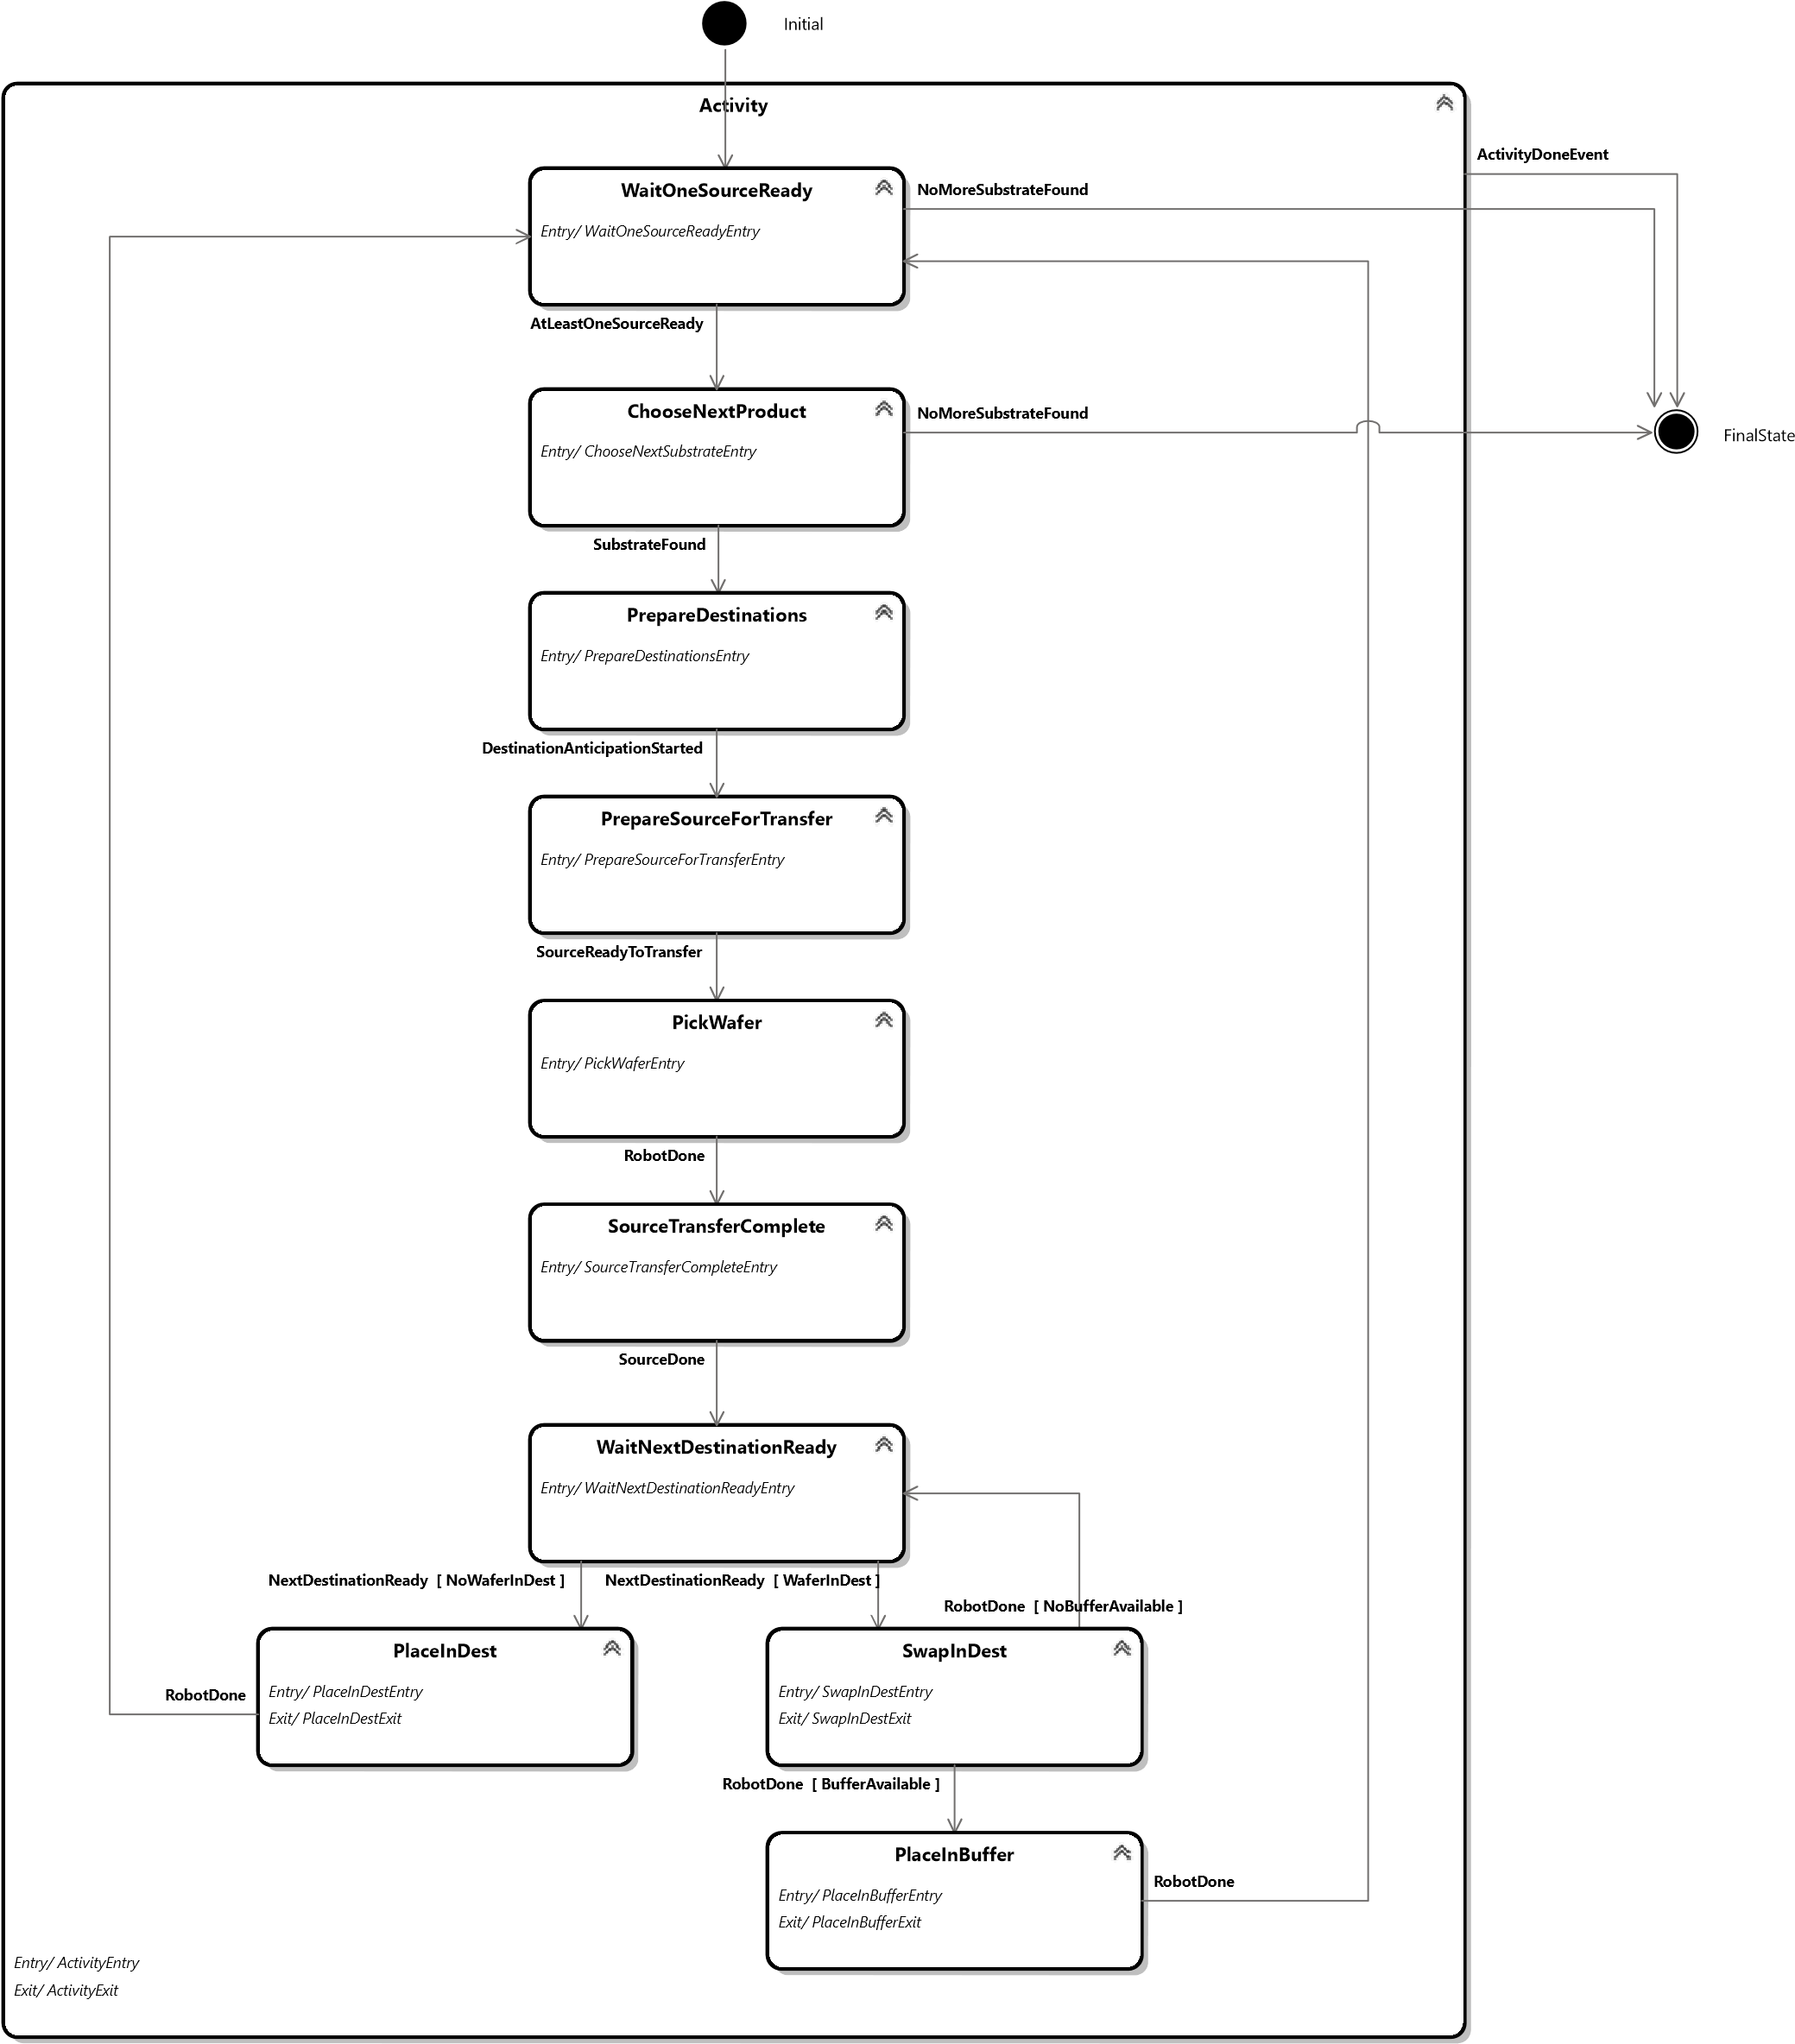 Initial
Activity
ActivityDoneEvent
WaitOneSourceReady
NoMoreSubstrateFound
Entry/ WaitOneSourceReadyEntry
AtLeastOneSourceReady
ChooseNextProduct
NoMoreSubstrateFound
FinalState
Entry/ ChooseNextSubstrateEntry
SubstrateFound
PrepareDestinations
Entry/ PrepareDestinationsEntry
DestinationAnticipationStarted
PrepareSourceForTransfer
Entry/ PrepareSourceForTransferEntry
SourceReadyToTransfer
PickWafer
Entry/ PickWaferEntry
RobotDone
SourceTransferComplete
Entry/ SourceTransferCompleteEntry
SourceDone
WaitNextDestinationReady
Entry/ WaitNextDestinationReadyEntry
NextDestinationReady [ NoWaferInDest ]
NextDestinationReady [ WaferInDest ]
RobotDone [ NoBufferAvailable ]
PlaceInDest
Entry/ PlaceInDestEntry
Exit/ PlaceInDestExit
RobotDone
SwapInDest
Entry/ SwapInDestEntry
Exit/ SwapInDestExit
RobotDone [ BufferAvailable ]
PlaceInBuffer
Entry/ PlaceInBufferEntry
Exit/ PlaceInBufferExit
RobotDone
Entry/ ActivityEntry
Exit/ ActivityExit